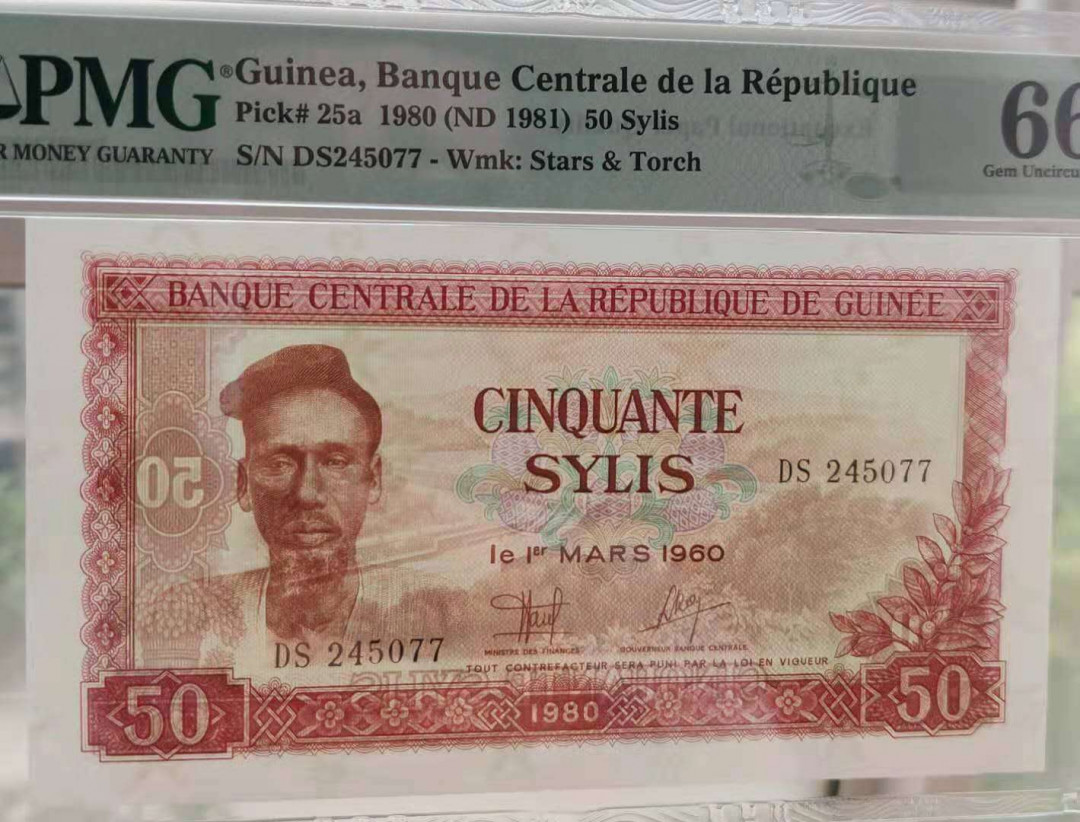 PMG
® Guinea, Banque Centrale de la République
Pick# 25a 1980 (ND 1981) 50 Sylis
MONEY GUARANTY S/N DS245077 - Wmk: Stars & Torch
66
Gem
BANQUE CENTRALE DE LA RÉPUBLIQUE DE GUINÉE
CINQUANTE
SYLIS
50
DS 245077
le 1er MARS 1960
MINISTRE DES FINANCES
GOUVERNEUR BANQUE CENTRALE
DS 245077
TOUT CONTREFACTEUR SERA PUNI PAR LA LOI EN VIGUEUR
50
1980
50